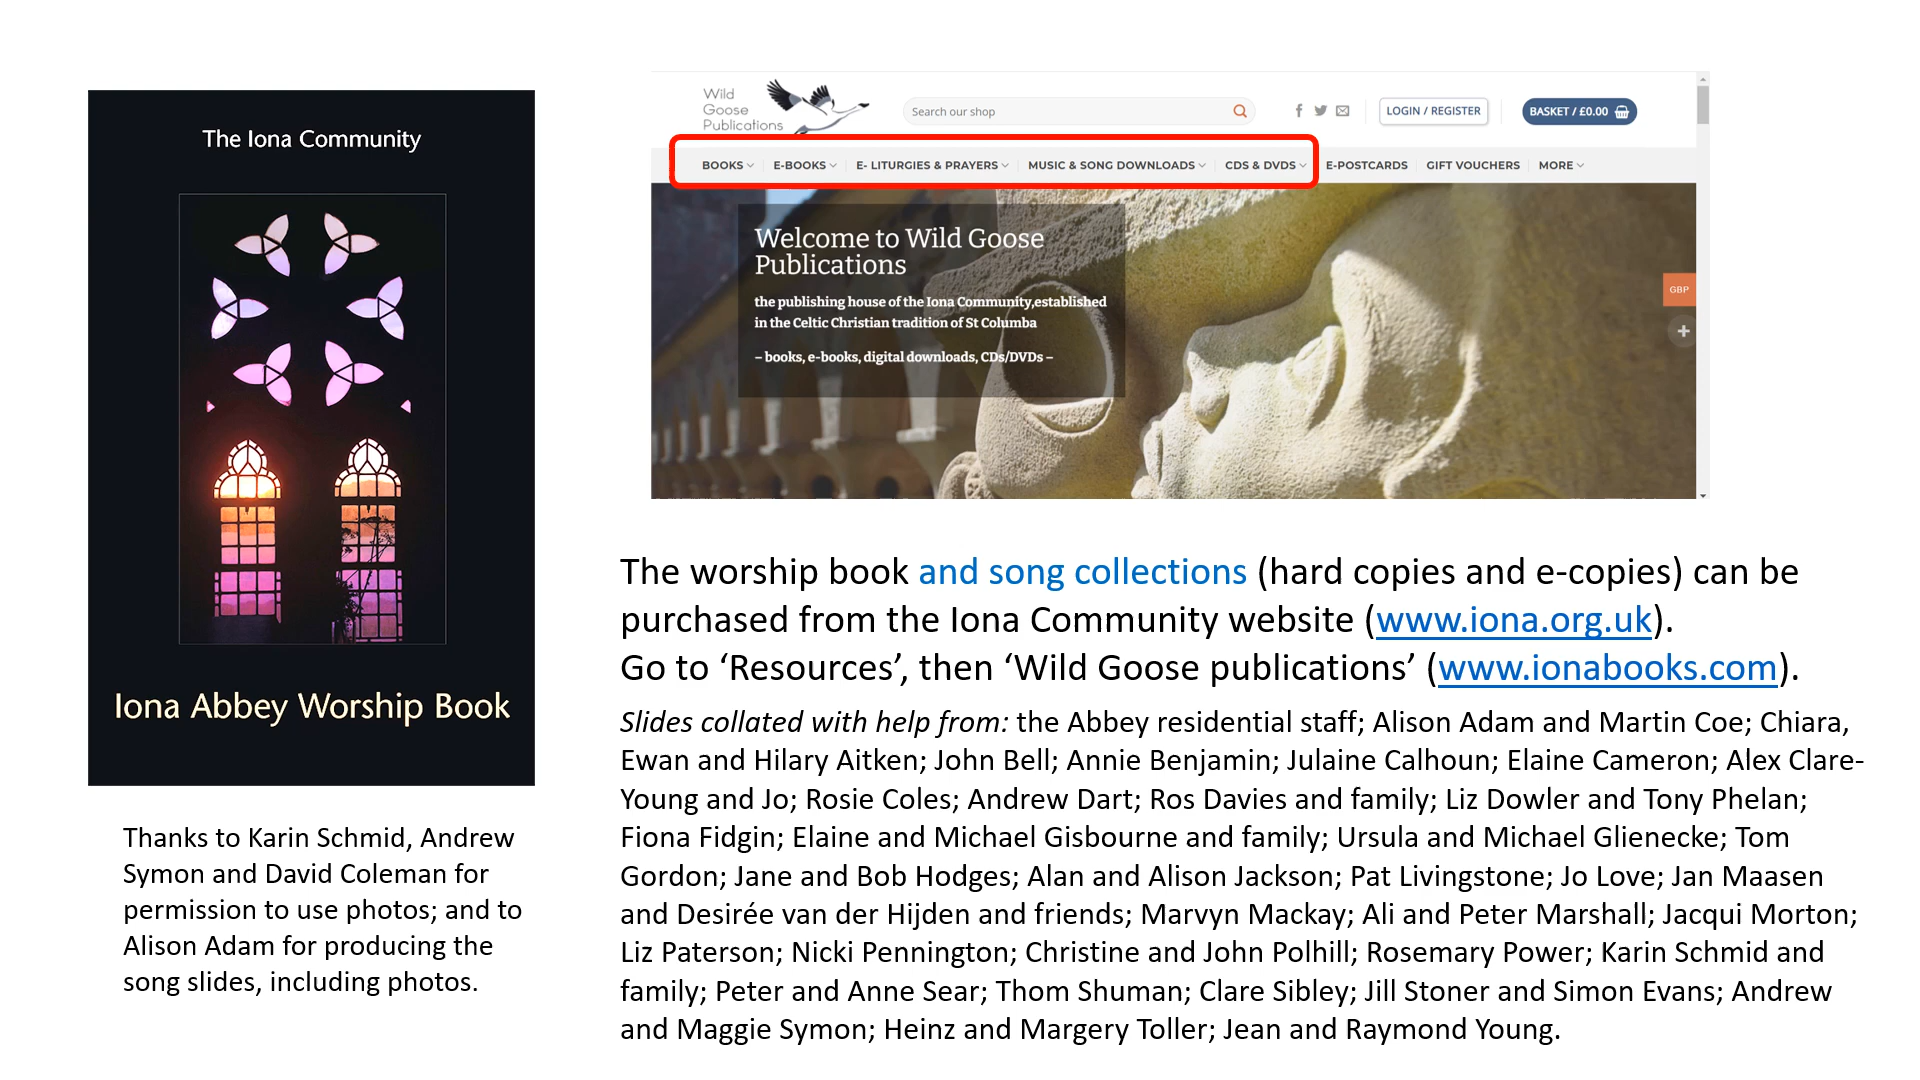 The Iona Community
Iona Abbey Worship Book
Thanks to Karin Schmid, Andrew
Symon and David Coleman for
permission to use photos; and to
Alison Adam for producing the
song slides, including photos.
Wild
Goose
Publications
Search our shop
LOGIN / REGISTER
BASKET / £0.00
BOOKS
E-BOOKS
E- LITURGIES & PRAYERS
MUSIC & SONG DOWNLOADS
CDS & DVDS
E-POSTCARDS
GIFT VOUCHERS
MORE
Welcome to Wild Goose
Publications
the publishing house of the Iona Community,established
in the Celtic Christian tradition of St Columba
– books, e-books, digital downloads, CDs/DVDs –
GBP
The worship book and song collections (hard copies and e-copies) can be
purchased from the Iona Community website (www.iona.org.uk).
Go to ‘Resources’, then ‘Wild Goose publications’ (www.ionabooks.com).
Slides collated with help from: the Abbey residential staff; Alison Adam and Martin Coe; Chiara,
Ewan and Hilary Aitken; John Bell; Annie Benjamin; Julaine Calhoun; Elaine Cameron; Alex Clare-
Young and Jo; Rosie Coles; Andrew Dart; Ros Davies and family; Liz Dowler and Tony Phelan;
Fiona Fidgin; Elaine and Michael Gisbourne and family; Ursula and Michael Glienecke; Tom
Gordon; Jane and Bob Hodges; Alan and Alison Jackson; Pat Livingstone; Jo Love; Jan Maasen
and Desirée van der Hijden and friends; Marvyn Mackay; Ali and Peter Marshall; Jacqui Morton;
Liz Paterson; Nicki Pennington; Christine and John Polhill; Rosemary Power; Karin Schmid and
family; Peter and Anne Sear; Thom Shuman; Clare Sibley; Jill Stoner and Simon Evans; Andrew
and Maggie Symon; Heinz and Margery Toller; Jean and Raymond Young.